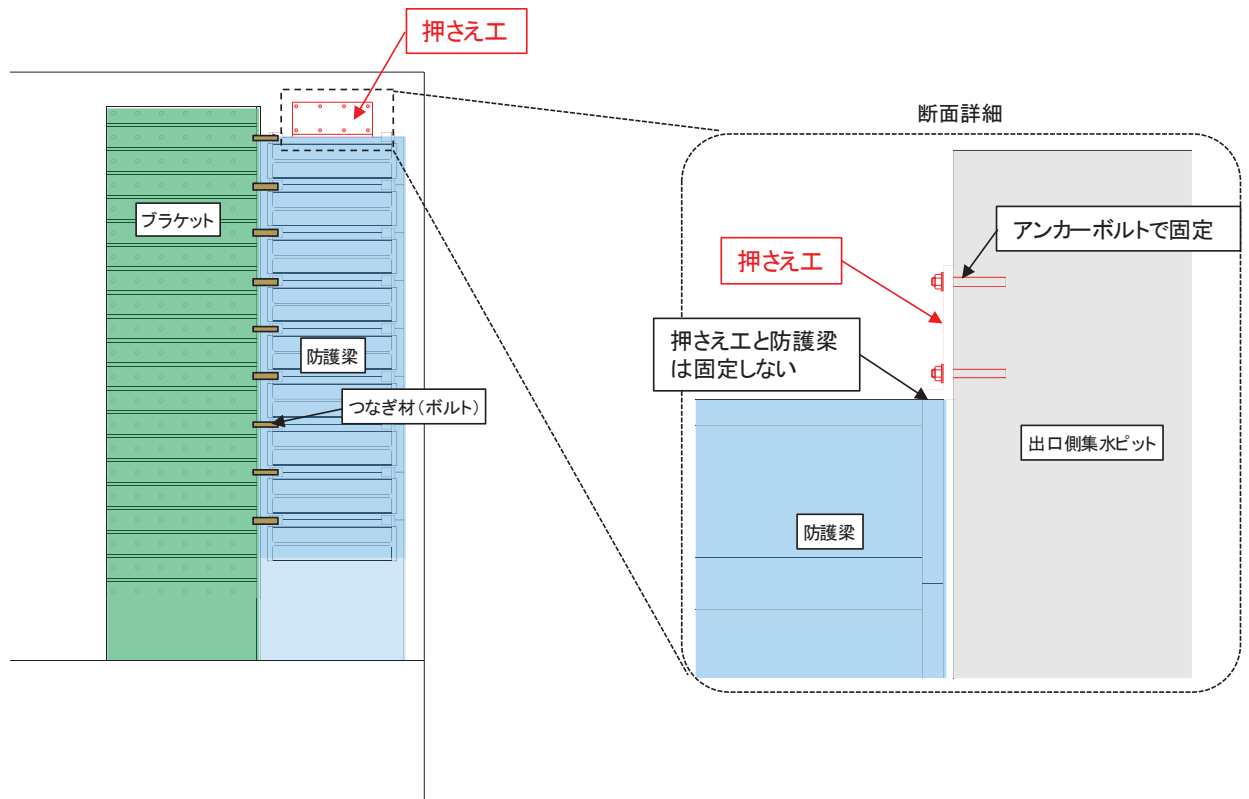 押さえ工
断面詳細
ブラケット
アンカーボルトで固定
押さえ工
押さえ工と防護梁
は固定しない
防護梁
つなぎ材(ボルト)
出口側集水ピット
防護梁